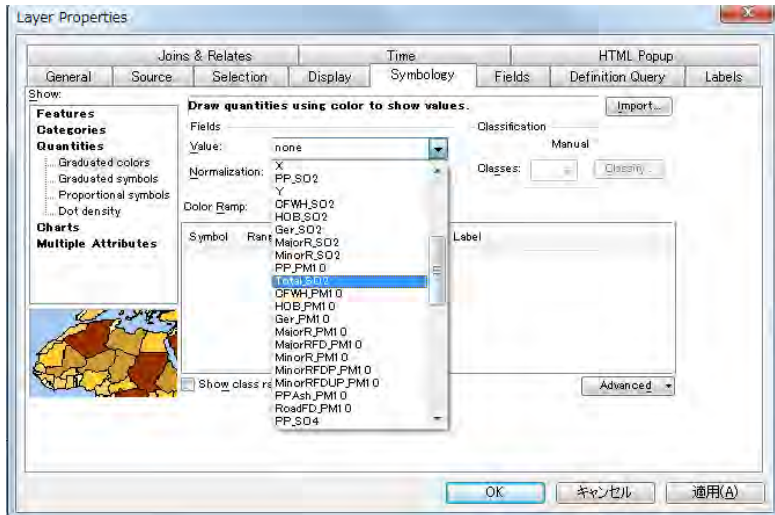 Layer Properties
Joins & Relates Time HTML Popup
General Source Selection Display Symbology Fields Definition Query Labels
Show:
Features
Categories
Quantities
Graduated colors
Graduated symbols
Proportional symbols
Dot density
Charts
Multiple Attributes
Draw quantities using color to show values.
Import...
Fields
Value: none
Normalization:
Color Ramp:
Classification
Manual
Classes:
Classify...
Symbol Rang
Label
X
PP_SO2
Y
CFWH_SO2
HOB_SO2
Ger_SO2
MajorR_SO2
MinorR_SO2
PP_PM10
Total_SO2
CFWH_PM10
HOB_PM10
Ger_PM10
MajorR_PM10
MajorRFD_PM10
MinorR_PM10
MinorRFDP_PM10
MinorRFDUP_PM10
PPAsh_PM10
RoadFD_PM10
PP_SO4
Show class ra
Advanced
OK キャンセル 適用(A)